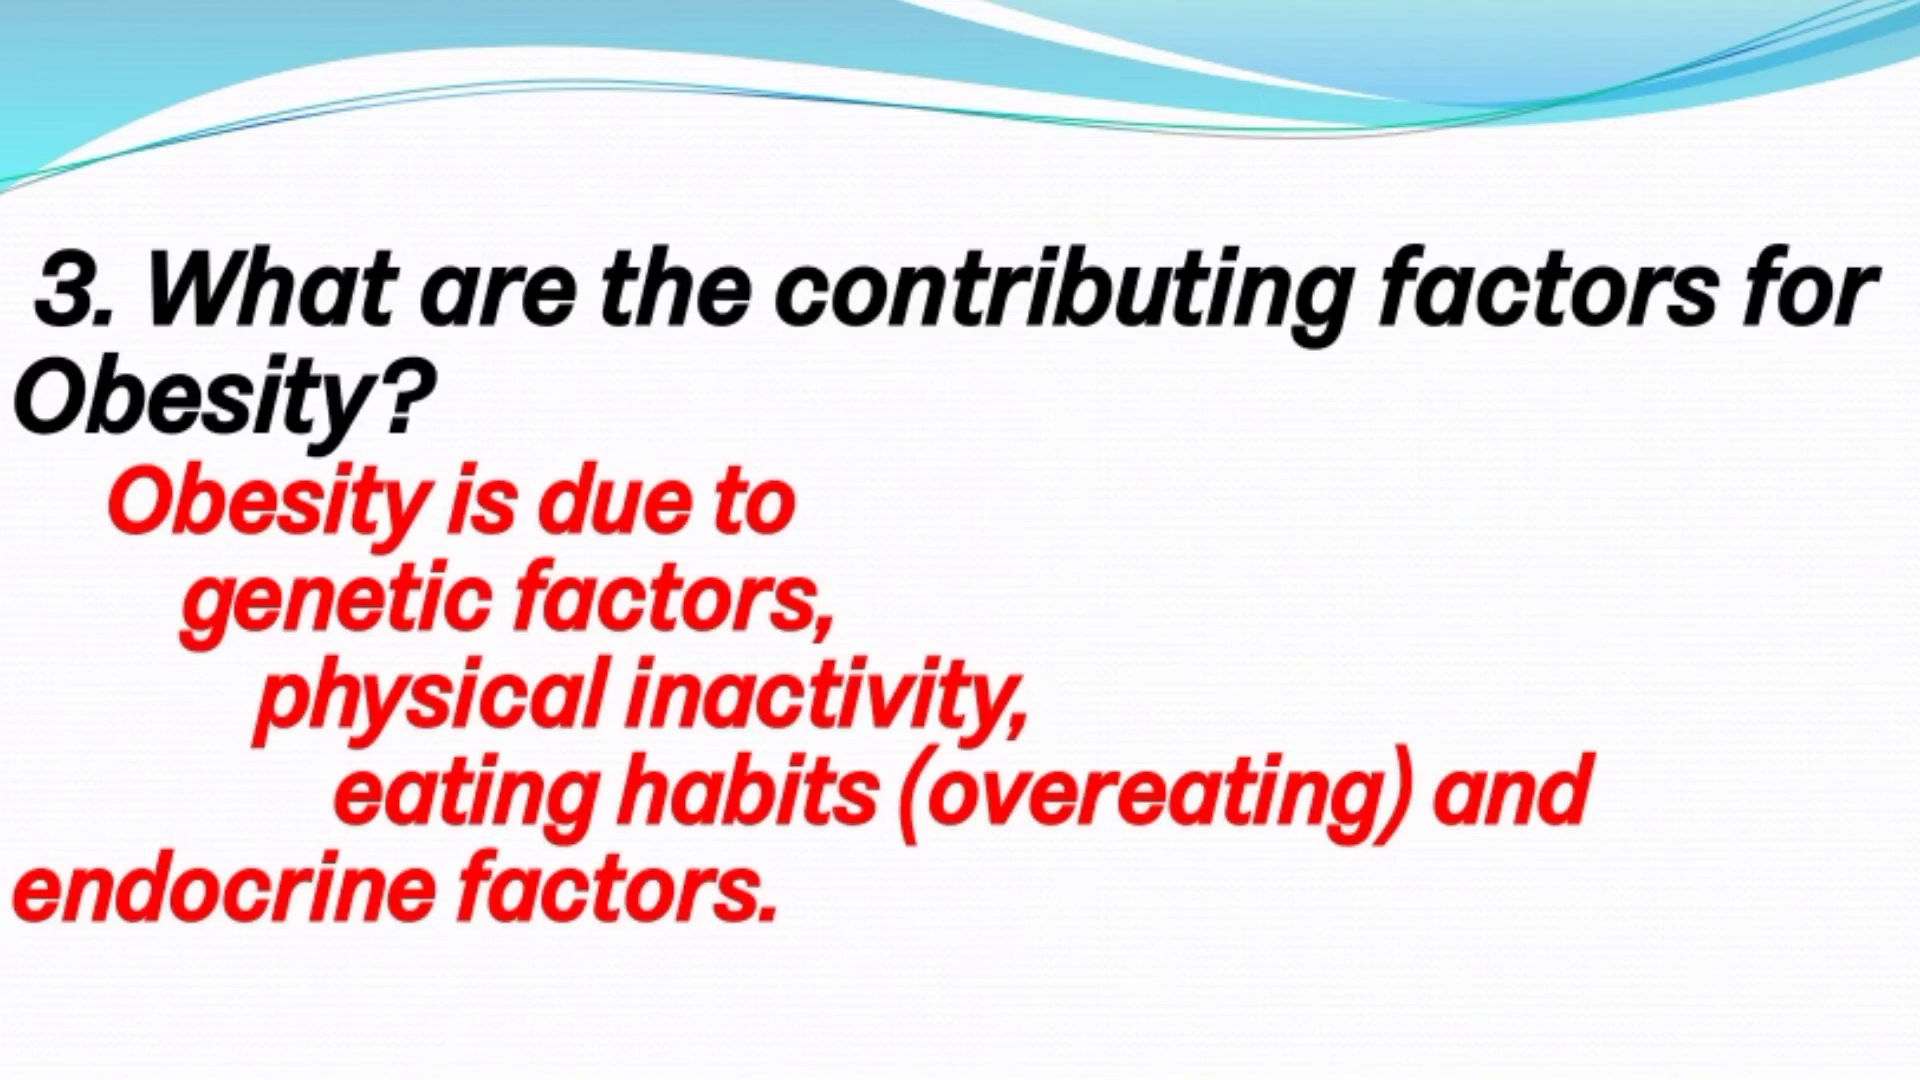 3. What are the contributing factors for
Obesity?
Obesity is due to
genetic factors,
physical inactivity,
eating habits (overeating) and
endocrine factors.